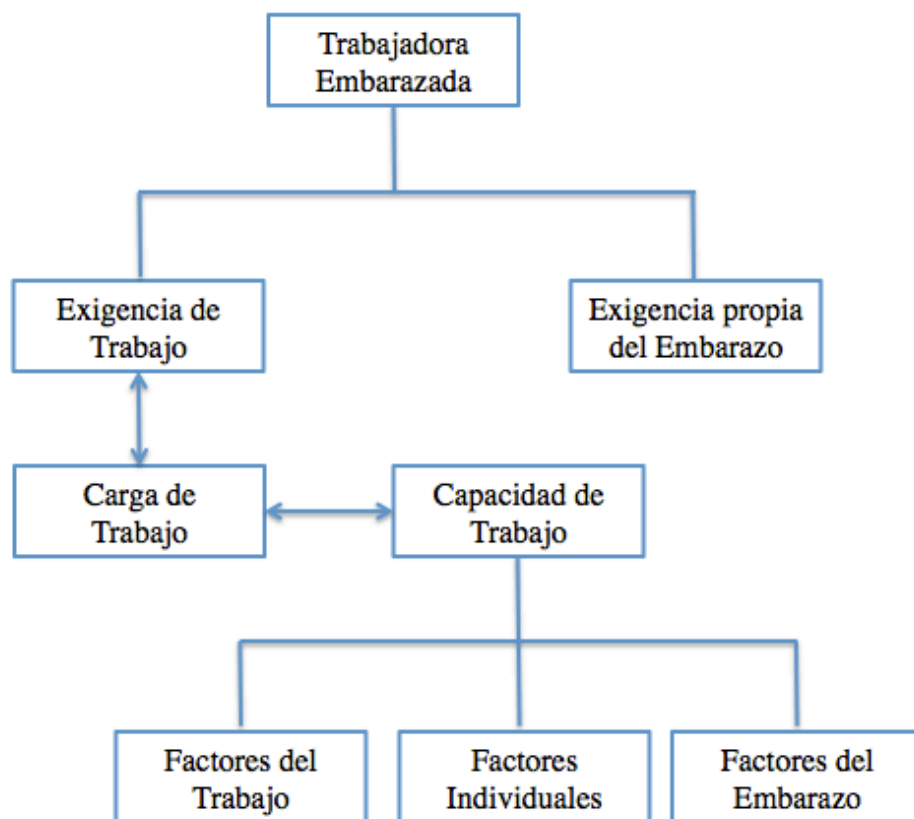 Trabajadora
Embarazada
Exigencia de
Trabajo
Exigencia propia
del Embarazo
Carga de
Trabajo
Capacidad de
Trabajo
Factores del
Trabajo
Factores
Individuales
Factores del
Embarazo